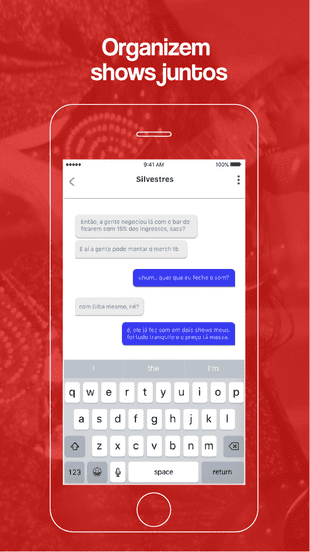 Organizem
shows juntos
9:41 AM
100%
Silvestres
Então, a gente negociou lá com o bar de
ficarem com 15% dos ingressos, saca?
E aí a gente pode montar o merch tb
uhum.. quer que eu feche o som?
com Giba mesmo, né?
é, ele já fez som em dois shows meus,
foi tudo tranquilo e o preço tá massa.
I the I'm
q w e r t y u i o p
a s d f g h j k l
z x c v b n m
123 space return